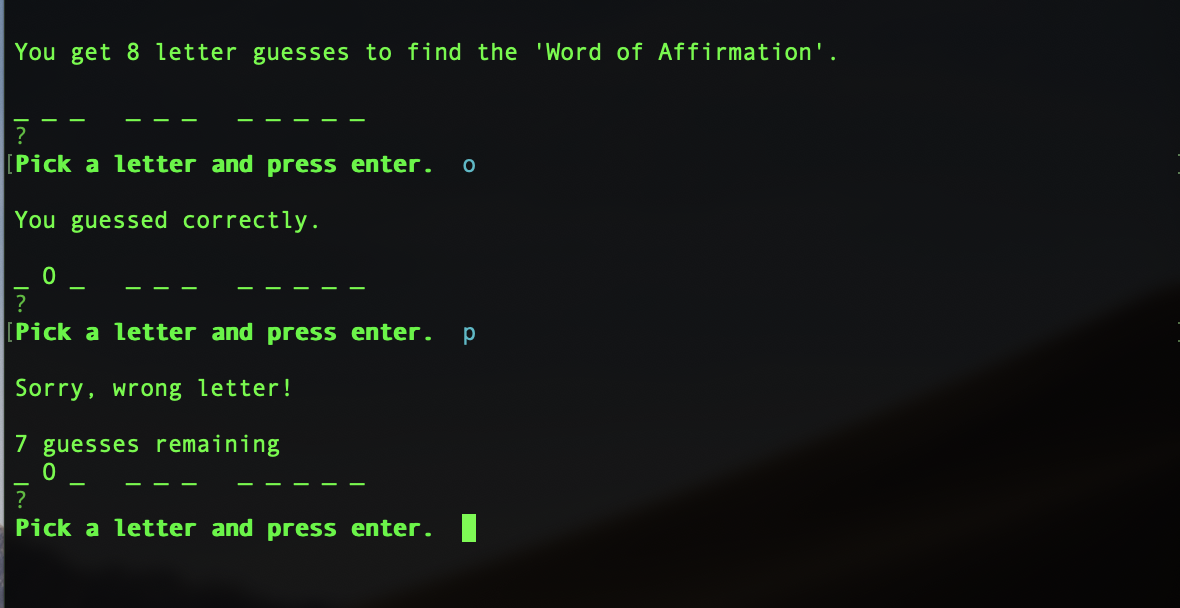 You get 8 letter guesses to find the 'Word of Affirmation'.
_ _ _   _ _ _   _ _ _ _ _
?
[Pick a letter and press enter.  o ]
You guessed correctly.
_ O _   _ _ _   _ _ _ _ _
?
[Pick a letter and press enter.  p ]
Sorry, wrong letter!
7 guesses remaining
_ O _   _ _ _   _ _ _ _ _
?
Pick a letter and press enter.